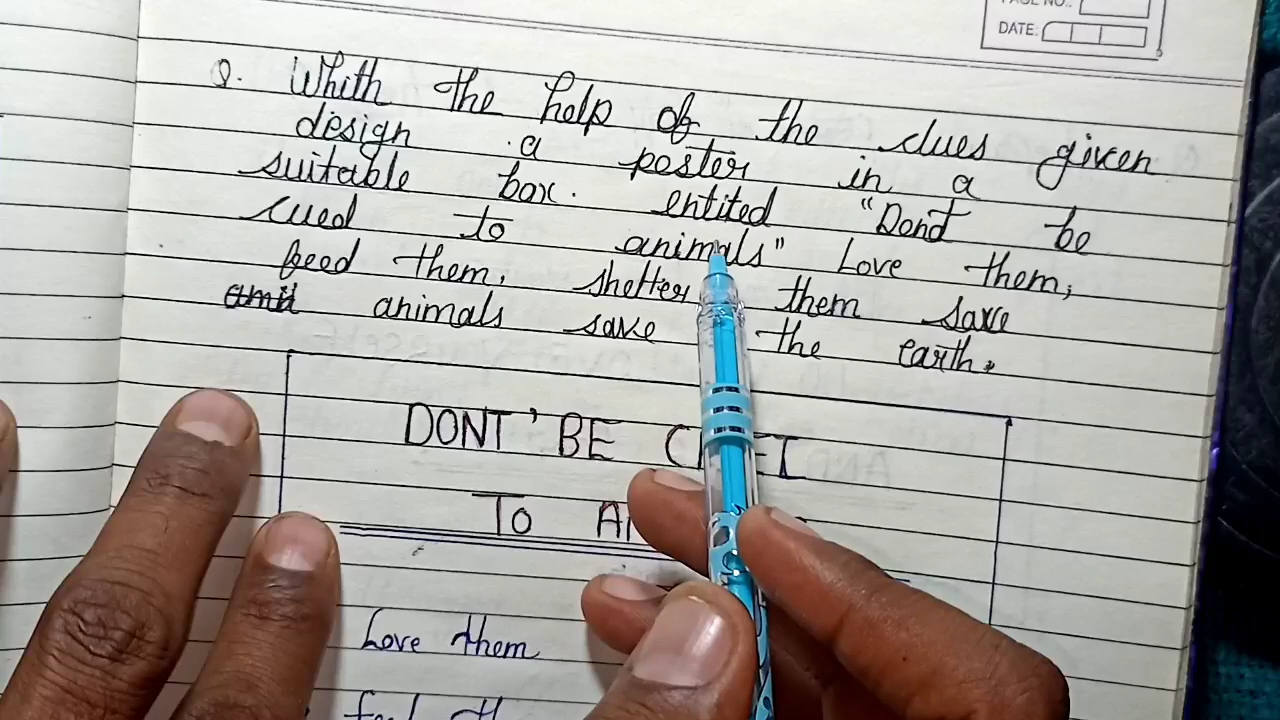 PAGE NO.:
DATE:
Q. Whith the help of the clues given
design a poster in a
suitable box. entited "Dont be
cued to animals" Love them,
feed them, shelter them save
animals save the earth.
DONT' BE
TO
Love them